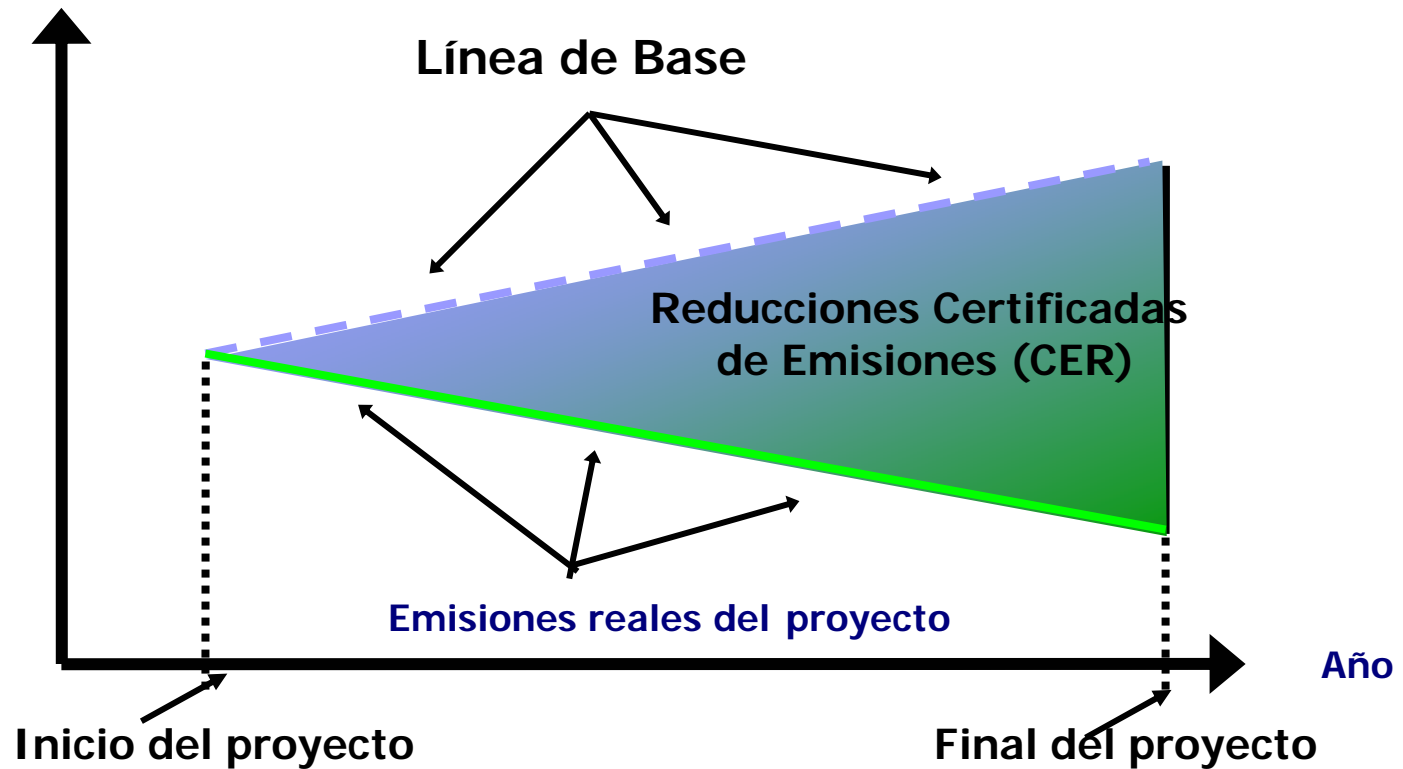 Línea de Base
Reducciones Certificadas
de Emisiones (CER)
Emisiones reales del proyecto
Año
Inicio del proyecto
Final del proyecto